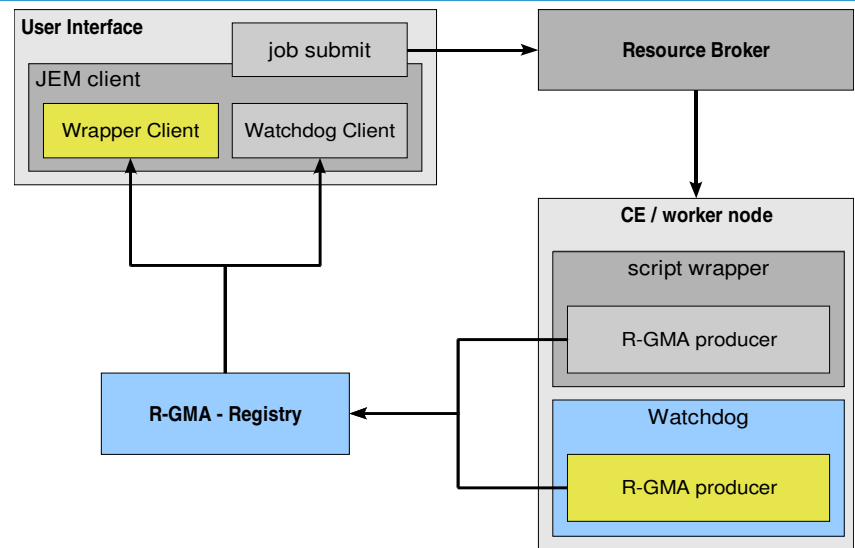 User Interface
job submit
Resource Broker
JEM client
Wrapper Client
Watchdog Client
CE / worker node
script wrapper
R-GMA producer
R-GMA - Registry
Watchdog
R-GMA producer